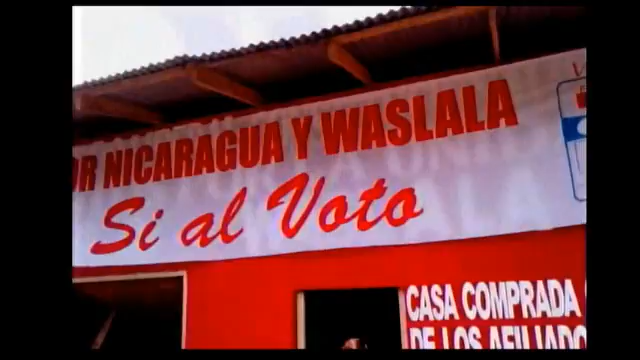 NICARAGUA Y WASLALA
Si al Voto
CASA COMPRADA
DE LOS AFILIADO